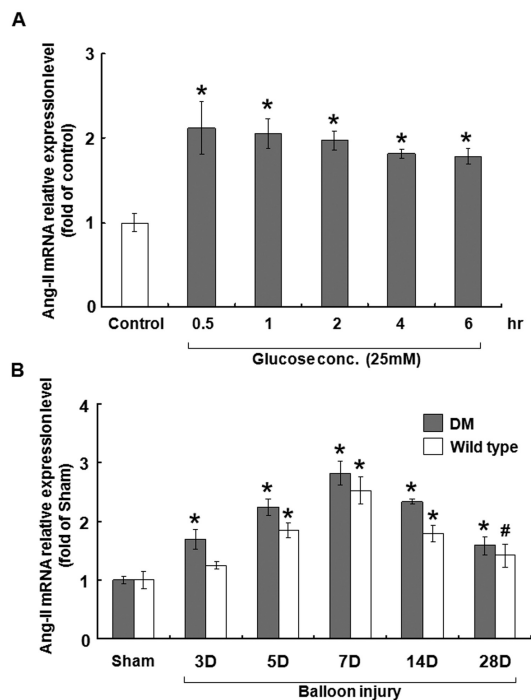 A
Ang-II mRNA relative expression level
(fold of control)
3
2
1
0
* * * * *
Control 0.5 1 2 4 6 hr
Glucose conc. (25mM)
B
Ang-II mRNA relative expression level
(fold of Sham)
4
3
2
1
0
DM
Wild type
* * * * * * * * #
Sham 3D 5D 7D 14D 28D
Balloon injury